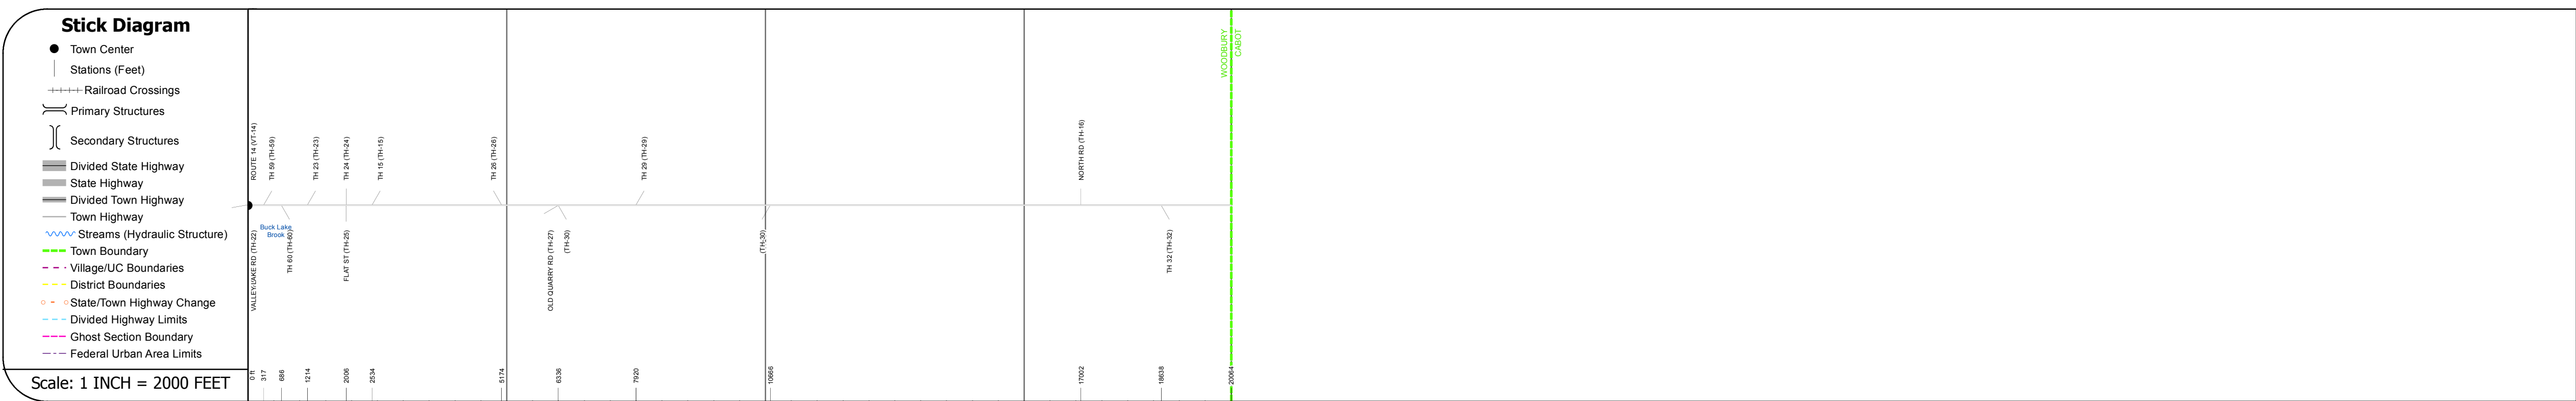 Stick Diagram
Town Center
Stations (Feet)
Railroad Crossings
Primary Structures
Secondary Structures
Divided State Highway
State Highway
Divided Town Highway
Town Highway
Streams (Hydraulic Structure)
Town Boundary
Village/UC Boundaries
District Boundaries
State/Town Highway Change
Divided Highway Limits
Ghost Section Boundary
Federal Urban Area Limits
Scale: 1 INCH = 2000 FEET
ROUTE 14 (VT-14)
TH 59 (TH-59)
TH 23 (TH-23)
TH 24 (TH-24)
TH 15 (TH-15)
TH 26 (TH-26)
TH 29 (TH-29)
NORTH RD (TH-16)
WOODBURY
CABOT
VALLEY LAKE RD (TH-22)
Buck Lake
Brook
TH 60 (TH-60)
FLAT ST (TH-25)
OLD QUARRY RD (TH-27)
(TH-30)
(TH-30)
TH 32 (TH-32)
0 ft
317
686
1214
2006
2534
5174
6336
7920
10666
17002
18638
20064